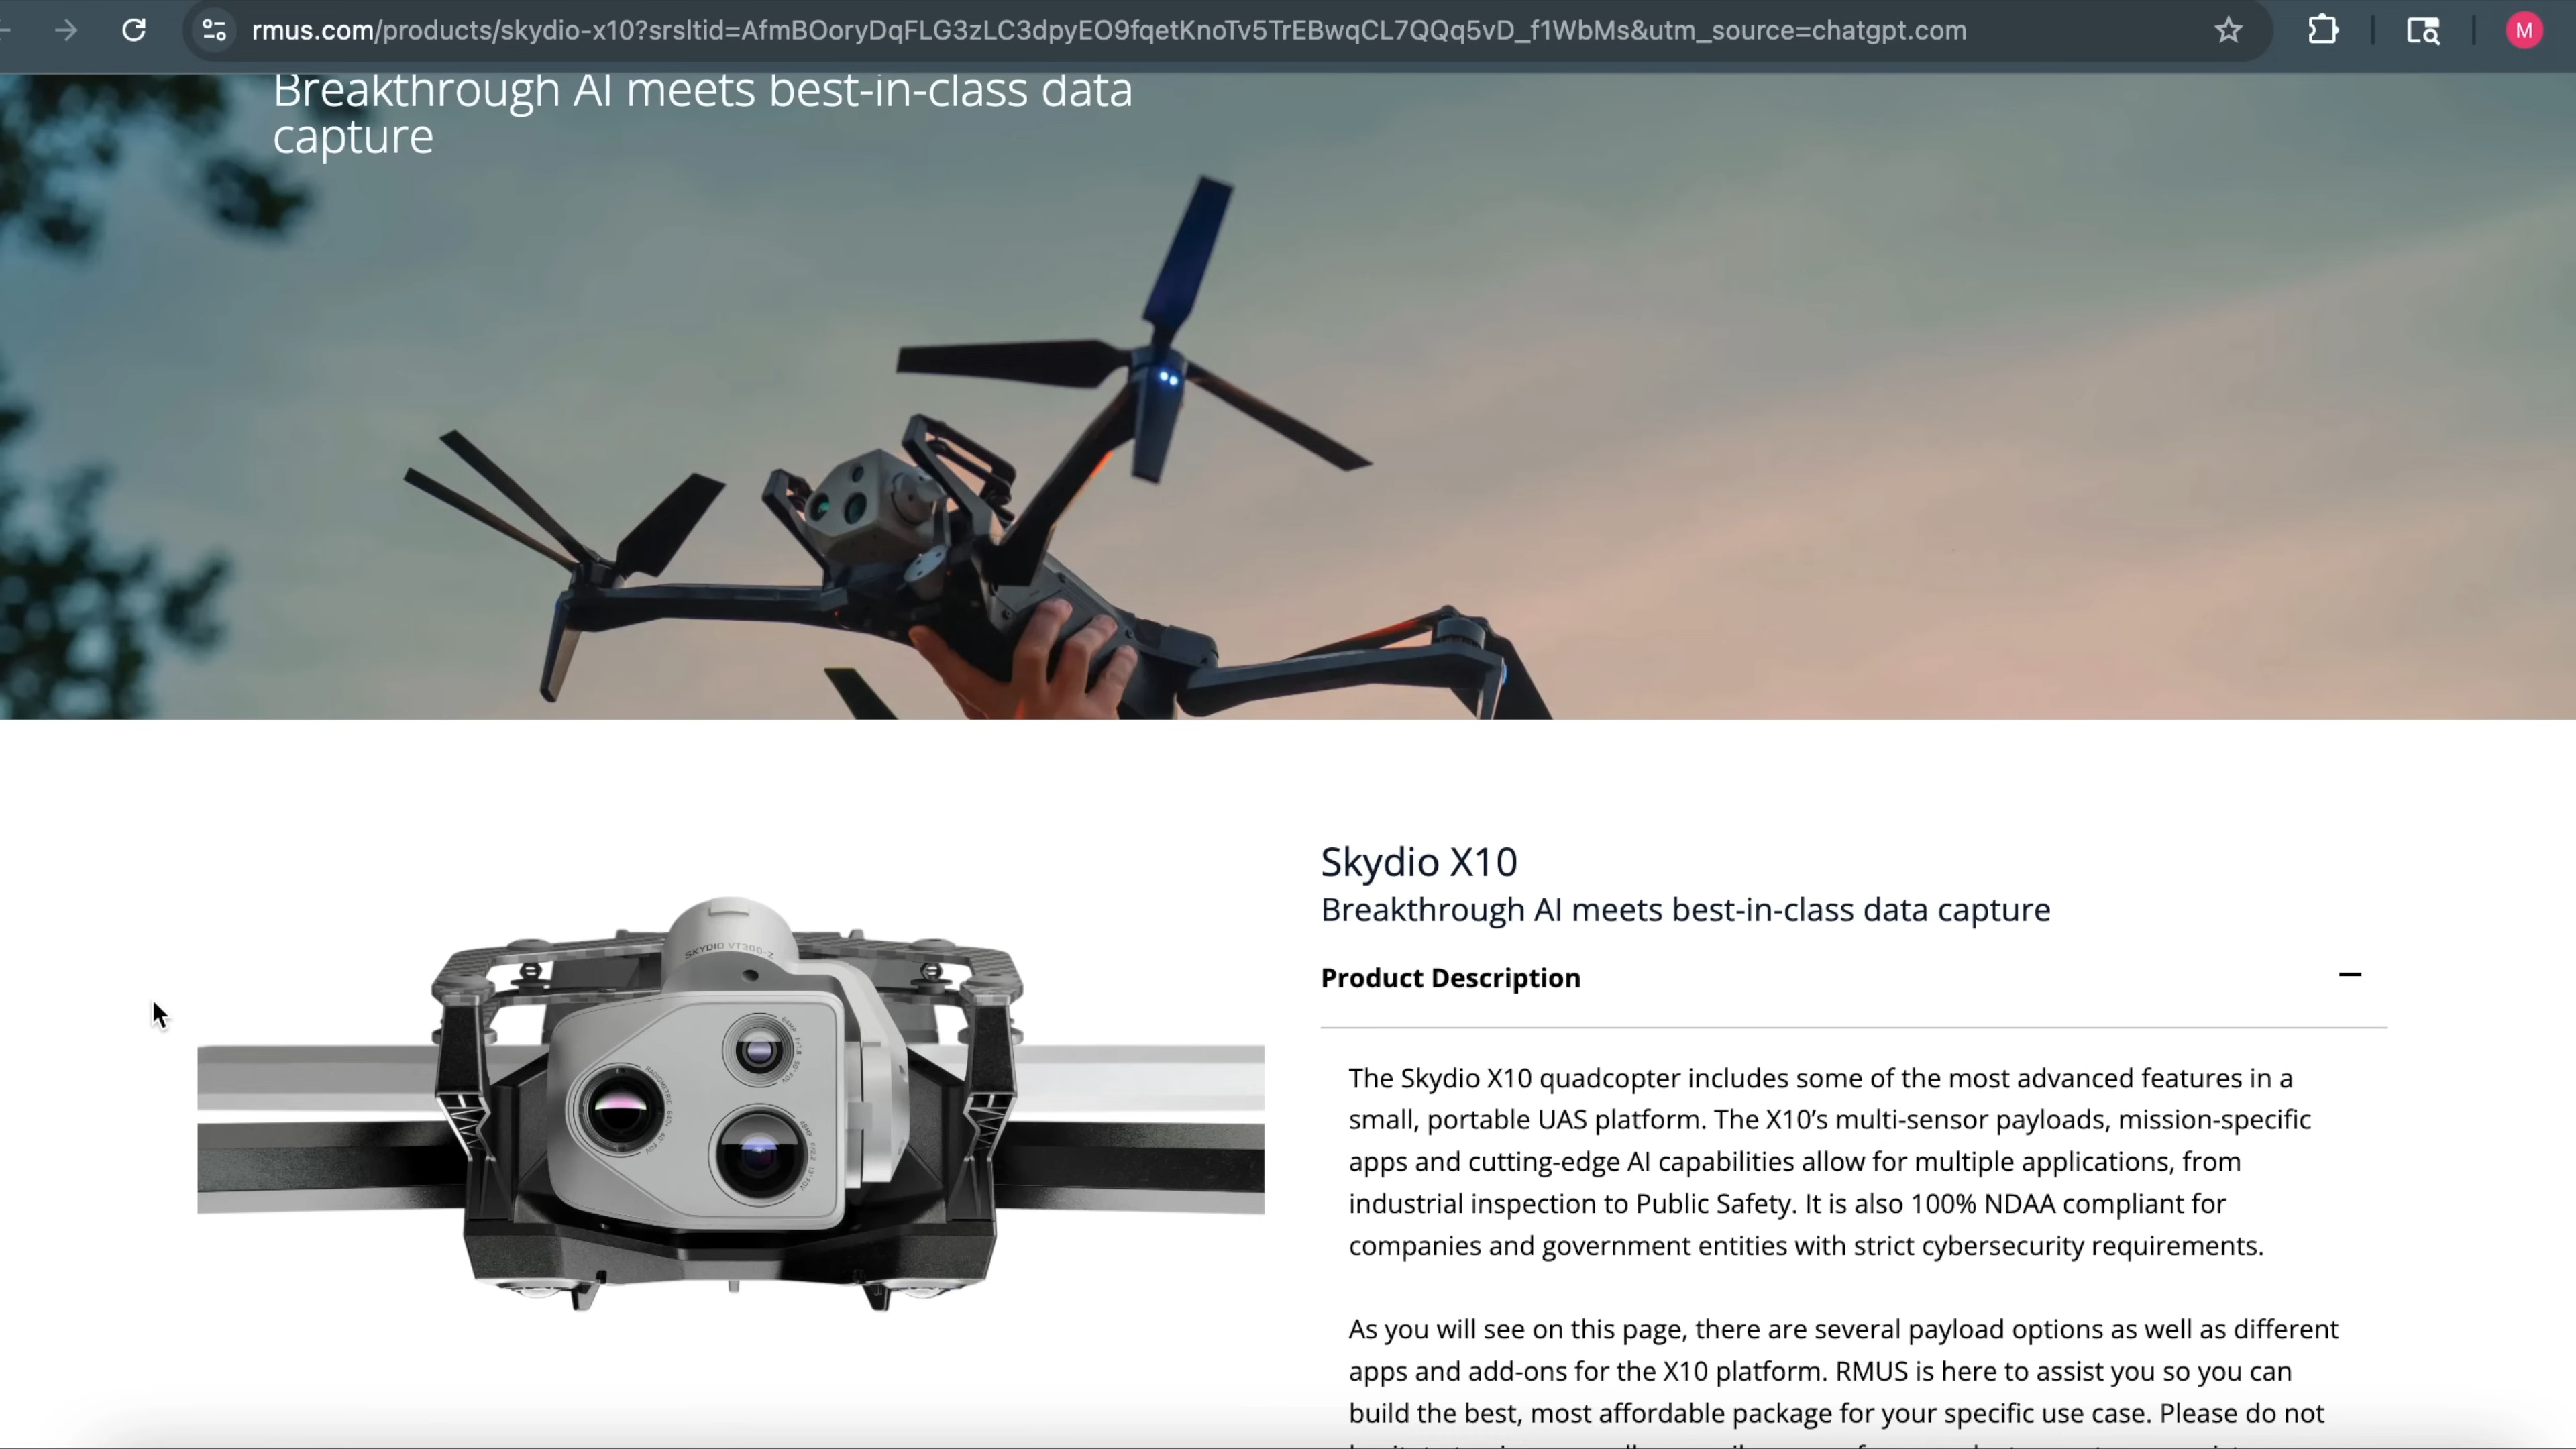 rmus.com/products/skydio-x10?srsltid=AfmBOoryDqFLG3zLC3dpyEO9fqetKnoTv5TrEBwqCL7QQq5vD_f1WbMs&utm_source=chatgpt.com
M
Breakthrough AI meets best-in-class data
capture
SKYDIO VT300-Z
64MP
RADIOMETRIC
48MP
Skydio X10
Breakthrough AI meets best-in-class data capture
Product Description
The Skydio X10 quadcopter includes some of the most advanced features in a
small, portable UAS platform. The X10’s multi-sensor payloads, mission-specific
apps and cutting-edge AI capabilities allow for multiple applications, from
industrial inspection to Public Safety. It is also 100% NDAA compliant for
companies and government entities with strict cybersecurity requirements.
As you will see on this page, there are several payload options as well as different
apps and add-ons for the X10 platform. RMUS is here to assist you so you can
build the best, most affordable package for your specific use case. Please do not